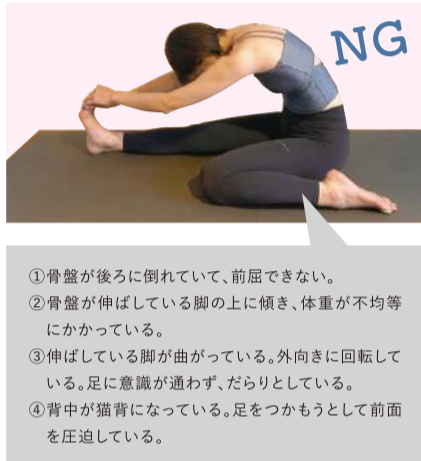 NG
①骨盤が後ろに倒れていて、前屈できない。
②骨盤が伸ばしている脚の上に傾き、体重が不均等
にかかっている。
③伸ばしている脚が曲がっている。外向きに回転して
いる。足に意識が通わず、だらりとしている。
④背中が猫背になっている。足をつかもうとして前面
を圧迫している。